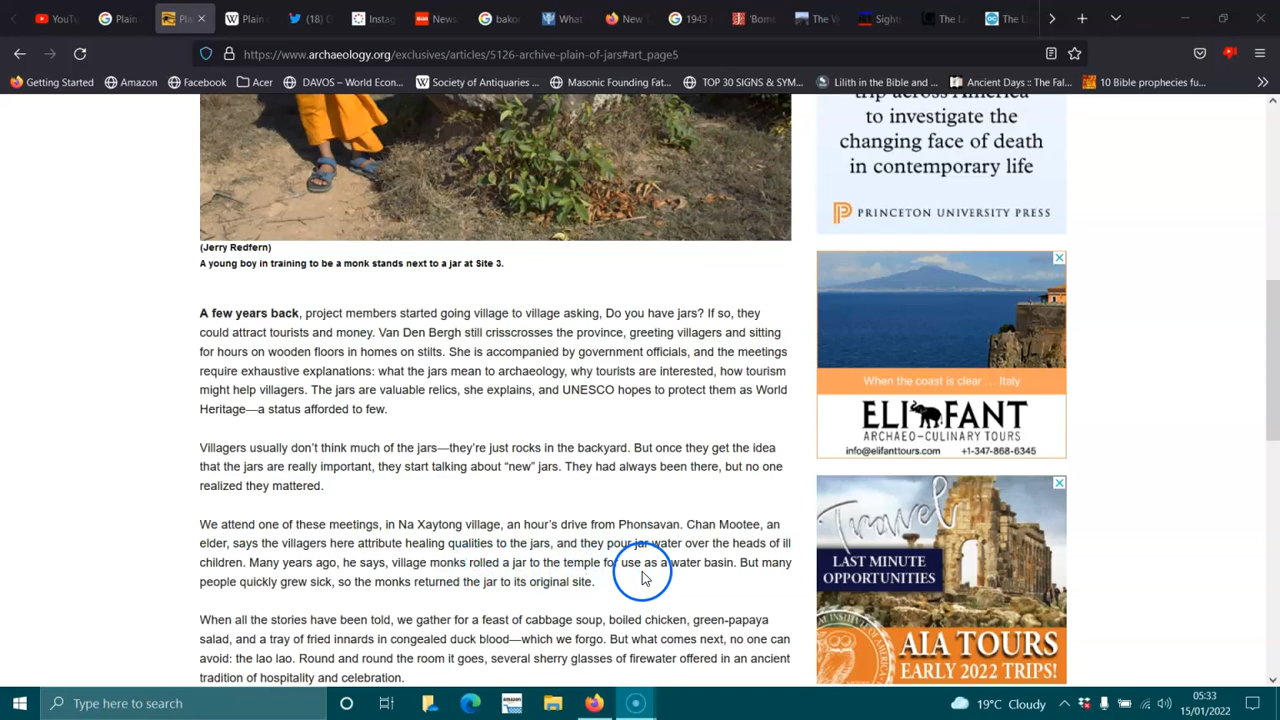 YouTu
Plain
Pla
Plain o
(18) 
Instag
News
bako
What
New T
1943
'Bom
The W
Sight
The L
The L
https://www.archaeology.org/exclusives/articles/5126-archive-plain-of-jars#art_page5
Getting Started
Amazon
Facebook
Acer
DAVOS – World Econ...
Society of Antiquaries ...
Masonic Founding Fat...
TOP 30 SIGNS & SYM...
Lilith in the Bible and ...
Ancient Days :: The Fal...
10 Bible prophecies fu...
trip across America
to investigate the
changing face of death
in contemporary life
PRINCETON UNIVERSITY PRESS
(Jerry Redfern)
A young boy in training to be a monk stands next to a jar at Site 3.
A few years back, project members started going village to village asking, Do you have jars? If so, they
could attract tourists and money. Van Den Bergh still crisscrosses the province, greeting villagers and sitting
for hours on wooden floors in homes on stilts. She is accompanied by government officials, and the meetings
require exhaustive explanations: what the jars mean to archaeology, why tourists are interested, how tourism
might help villagers. The jars are valuable relics, she explains, and UNESCO hopes to protect them as World
Heritage—a status afforded to few.
Villagers usually don't think much of the jars—they're just rocks in the backyard. But once they get the idea
that the jars are really important, they start talking about “new” jars. They had always been there, but no one
realized they mattered.
We attend one of these meetings, in Na Xaytong village, an hour's drive from Phonsavan. Chan Mootee, an
elder, says the villagers here attribute healing qualities to the jars, and they pour jar water over the heads of ill
children. Many years ago, he says, village monks rolled a jar to the temple for use as a water basin. But many
people quickly grew sick, so the monks returned the jar to its original site.
When all the stories have been told, we gather for a feast of cabbage soup, boiled chicken, green-papaya
salad, and a tray of fried innards in congealed duck blood—which we forgo. But what comes next, no one can
avoid: the lao lao. Round and round the room it goes, several sherry glasses of firewater offered in an ancient
tradition of hospitality and celebration.
When the coast is clear ... Italy
ELIFANT
ARCHAEO-CULINARY TOURS
info@elifanttours.com +1-347-868-6345
Travel
LAST MINUTE
OPPORTUNITIES
AIA TOURS
EARLY 2022 TRIPS!
Type here to search
19°C Cloudy
05:33
15/01/2022